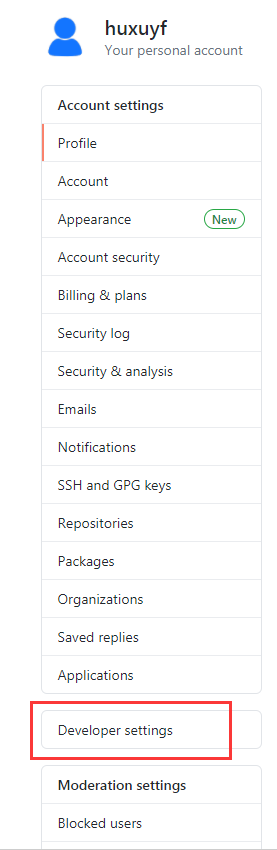 huxuyf
Your personal account
Account settings
Profile
Account
Appearance New
Account security
Billing & plans
Security log
Security & analysis
Emails
Notifications
SSH and GPG keys
Repositories
Packages
Organizations
Saved replies
Applications
Developer settings
Moderation settings
Blocked users